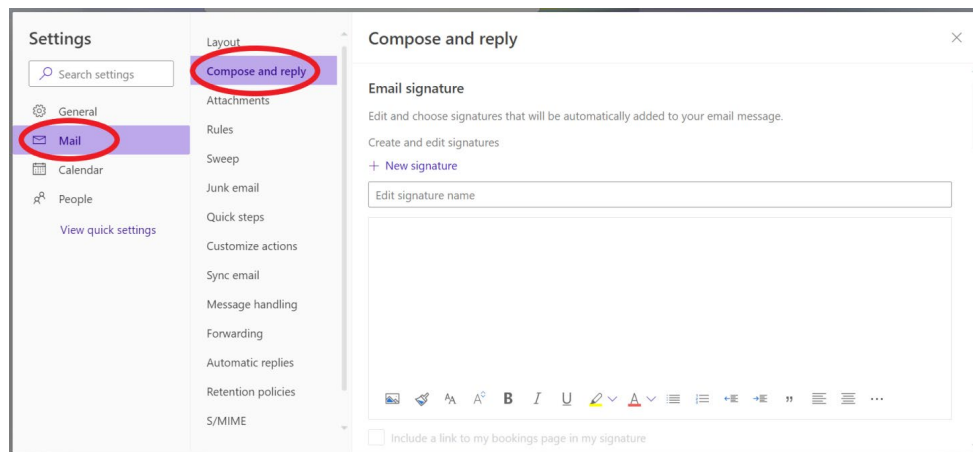 Settings
Search settings
General
Mail
Calendar
People
View quick settings
Layout
Compose and reply
Attachments
Rules
Sweep
Junk email
Quick steps
Customize actions
Sync email
Message handling
Forwarding
Automatic replies
Retention policies
S/MIME
Compose and reply
Email signature
Edit and choose signatures that will be automatically added to your email message.
Create and edit signatures
+ New signature
Edit signature name
B I U A
Include a link to my bookings page in my signature